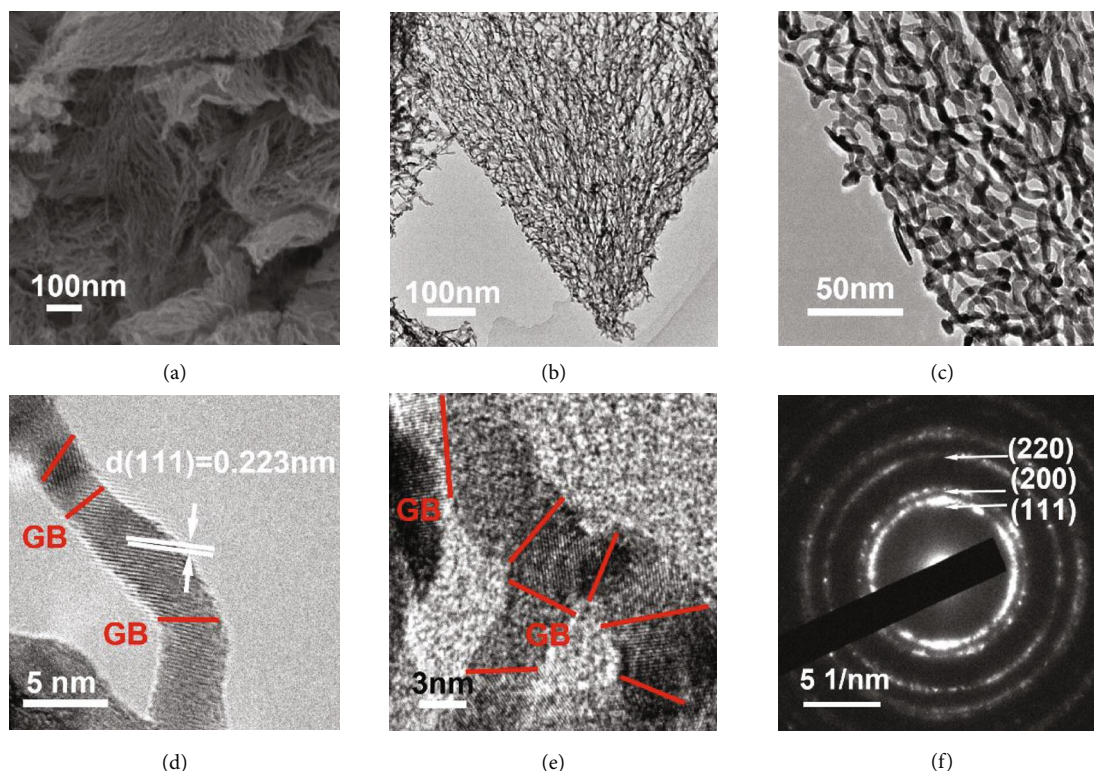 100nm
100nm
50nm
(a)
(b)
(c)
d(111)=0.223nm
GB
GB
5 nm
GB
GB
3nm
(220)
(200)
(111)
5 1/nm
(d)
(e)
(f)